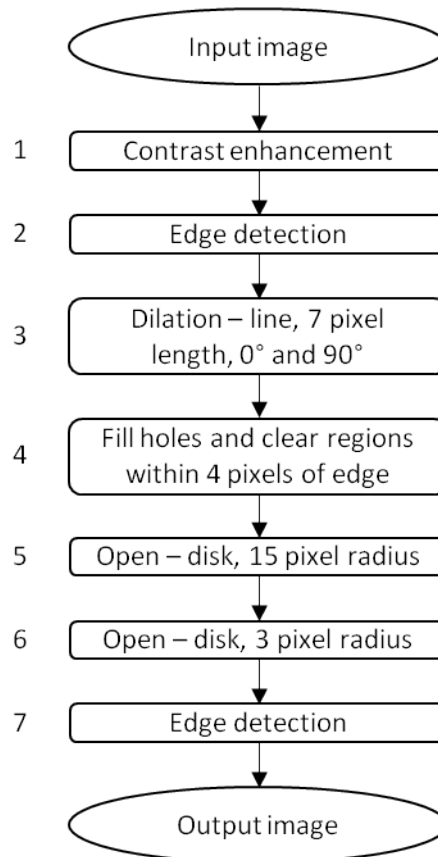 Input image
1 Contrast enhancement
2 Edge detection
3 Dilation – line, 7 pixel
length, 0° and 90°
4 Fill holes and clear regions
within 4 pixels of edge
5 Open – disk, 15 pixel radius
6 Open – disk, 3 pixel radius
7 Edge detection
Output image